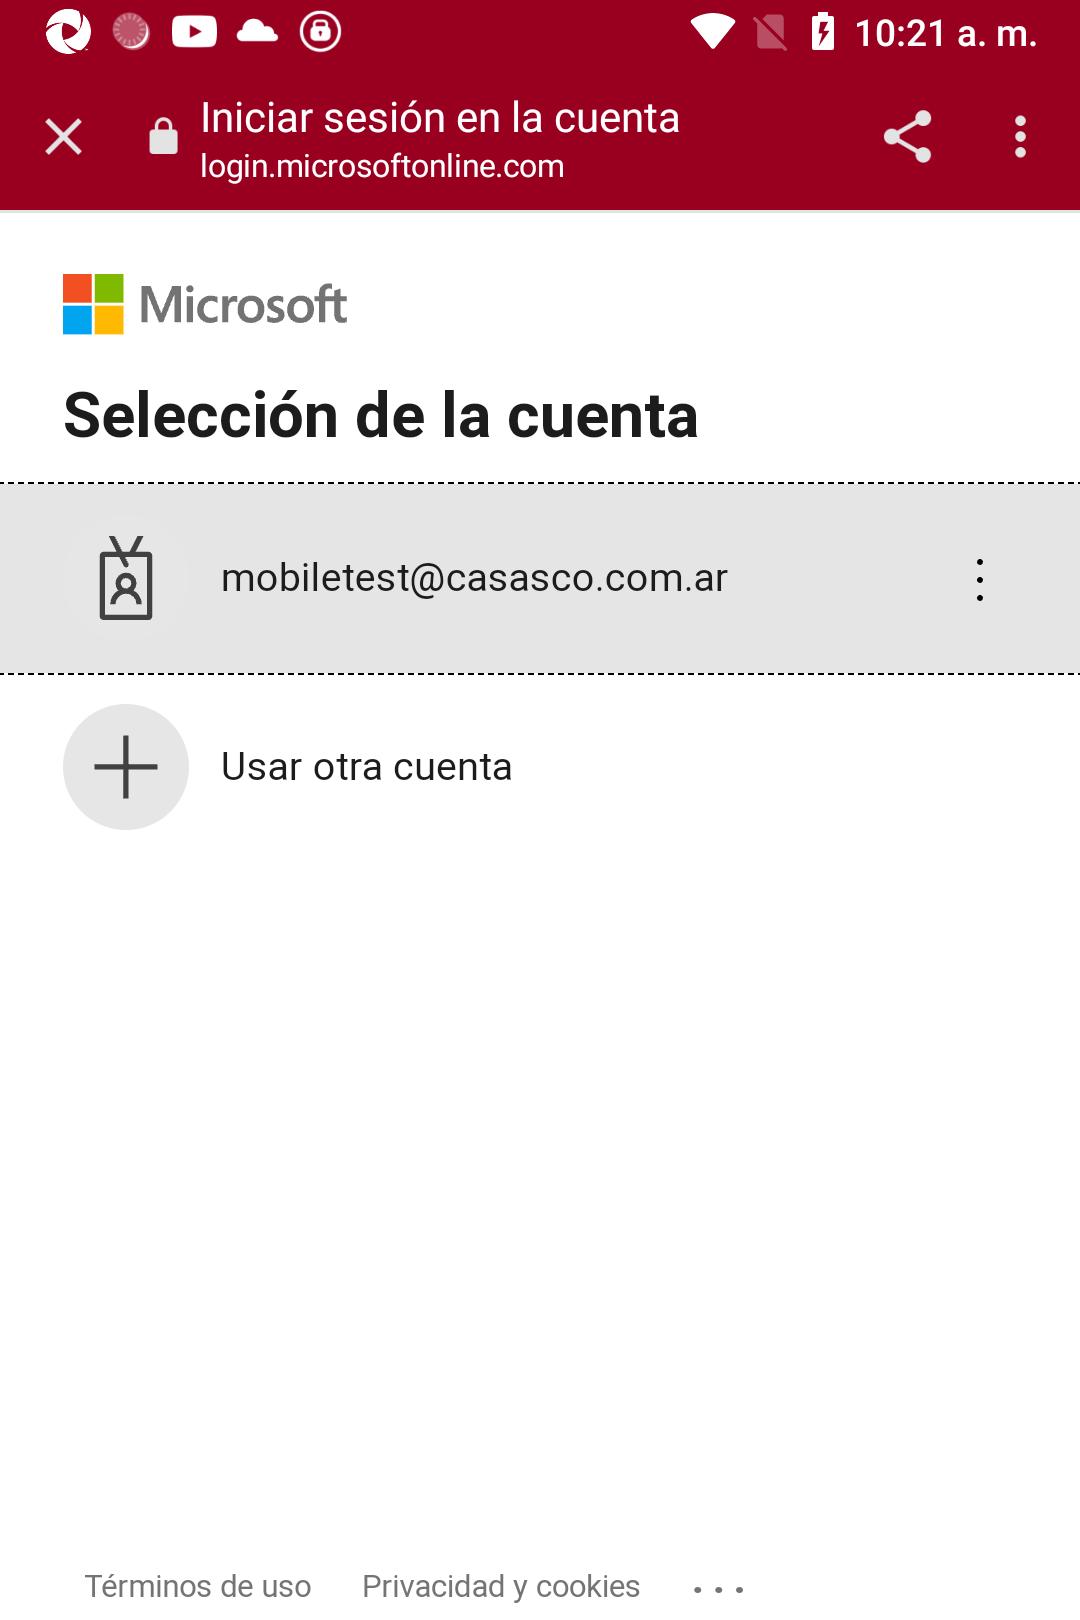 10:21 a. m.
Iniciar sesión en la cuenta
login.microsoftonline.com
Microsoft
Selección de la cuenta
mobiletest@casasco.com.ar
Usar otra cuenta
Términos de uso Privacidad y cookies ...